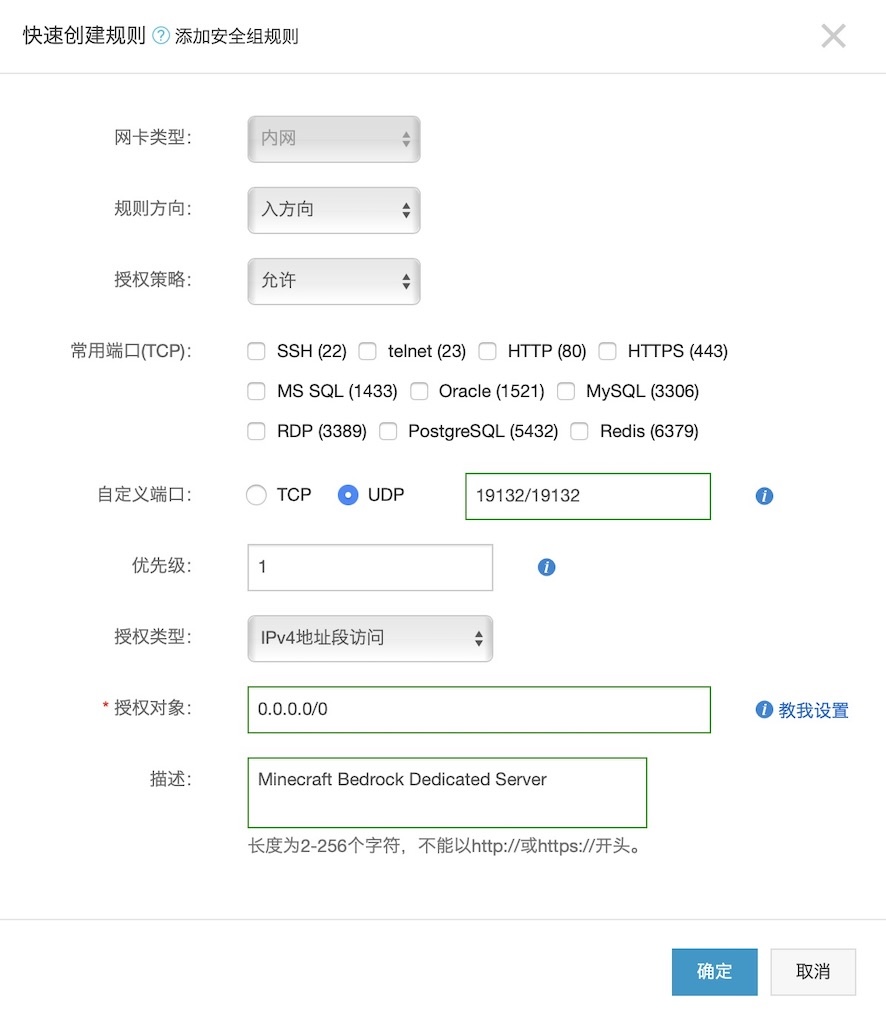 快速创建规则 ? 添加安全组规则
网卡类型： 内网
规则方向： 入方向
授权策略： 允许
常用端口(TCP)： SSH (22) telnet (23) HTTP (80) HTTPS (443)
MS SQL (1433) Oracle (1521) MySQL (3306)
RDP (3389) PostgreSQL (5432) Redis (6379)
自定义端口： TCP UDP 19132/19132 i
优先级： 1 i
授权类型： IPv4地址段访问
* 授权对象： 0.0.0.0/0 i 教我设置
描述： Minecraft Bedrock Dedicated Server
长度为2-256个字符，不能以http://或https://开头。
确定 取消